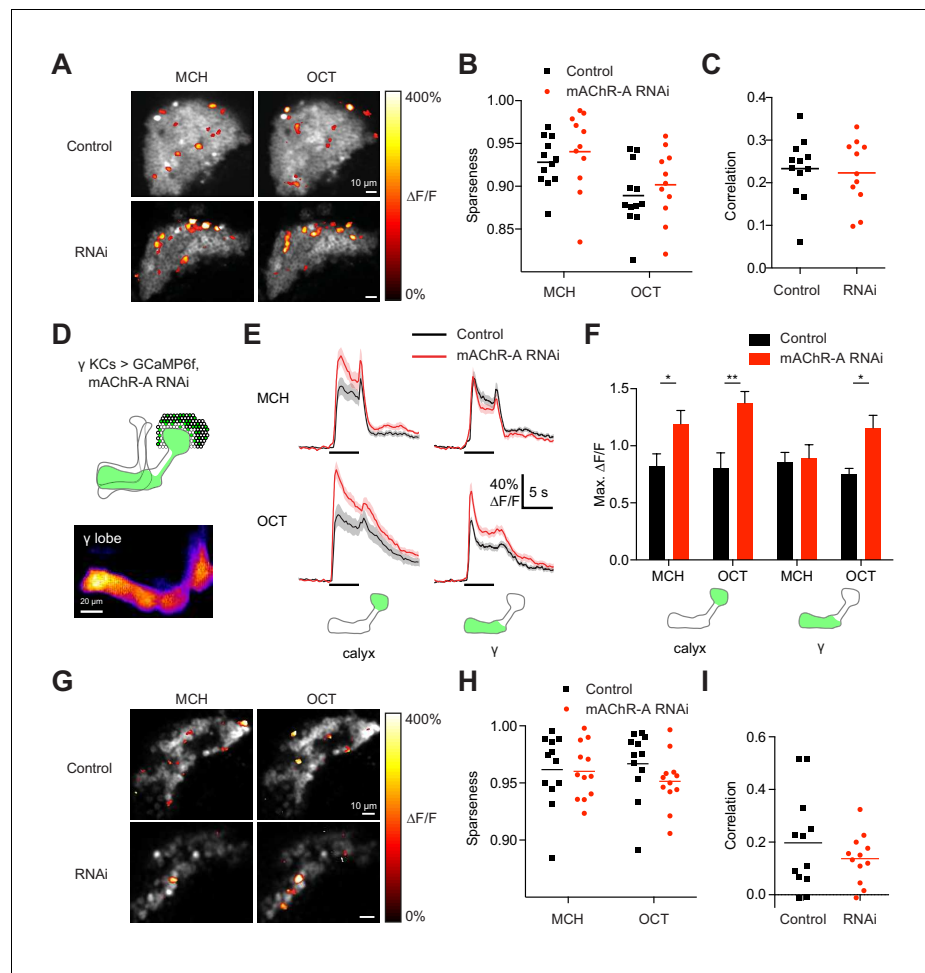 A
MCH
OCT
Control
RNAi
10 µm
400%
ΔF/F
0%
B
Control
mAChR-A RNAi
Sparseness
1.00
0.95
0.90
0.85
MCH
OCT
C
Correlation
0.4
0.3
0.2
0.1
0.0
Control
RNAi
D
γ KCs > GCaMP6f,
mAChR-A RNAi
γ lobe
20 µm
E
Control
mAChR-A RNAi
MCH
OCT
40%
ΔF/F
5 s
calyx
γ
F
Control
mAChR-A RNAi
Max. ΔF/F
1.5
1.0
0.5
0.0
*
**
*
MCH
OCT
MCH
OCT
calyx
γ
G
MCH
OCT
Control
RNAi
10 µm
400%
ΔF/F
0%
H
Control
mAChR-A RNAi
Sparseness
1.00
0.95
0.90
MCH
OCT
I
Correlation
0.6
0.4
0.2
0.0
Control
RNAi